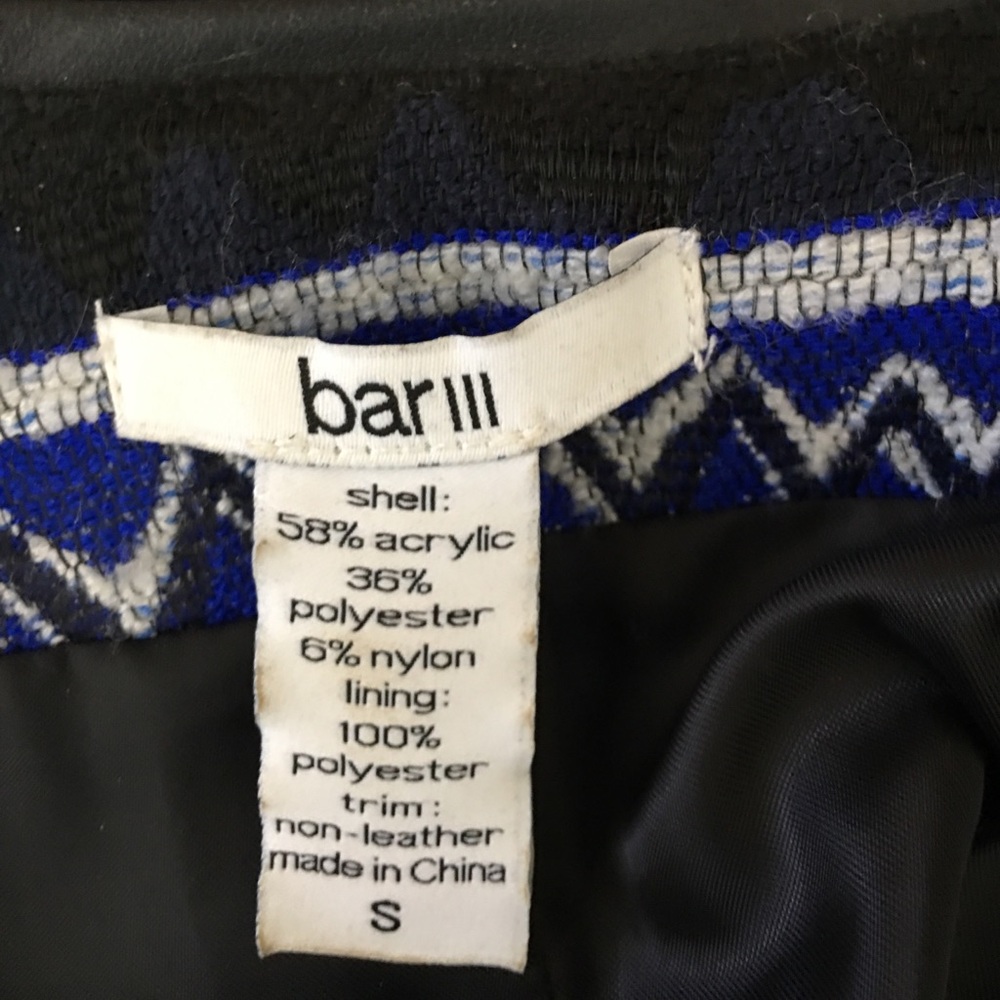 bar III
shell:
58% acrylic
36%
polyester
6% nylon
lining:
100%
polyester
trim:
non-leather
made in China
S